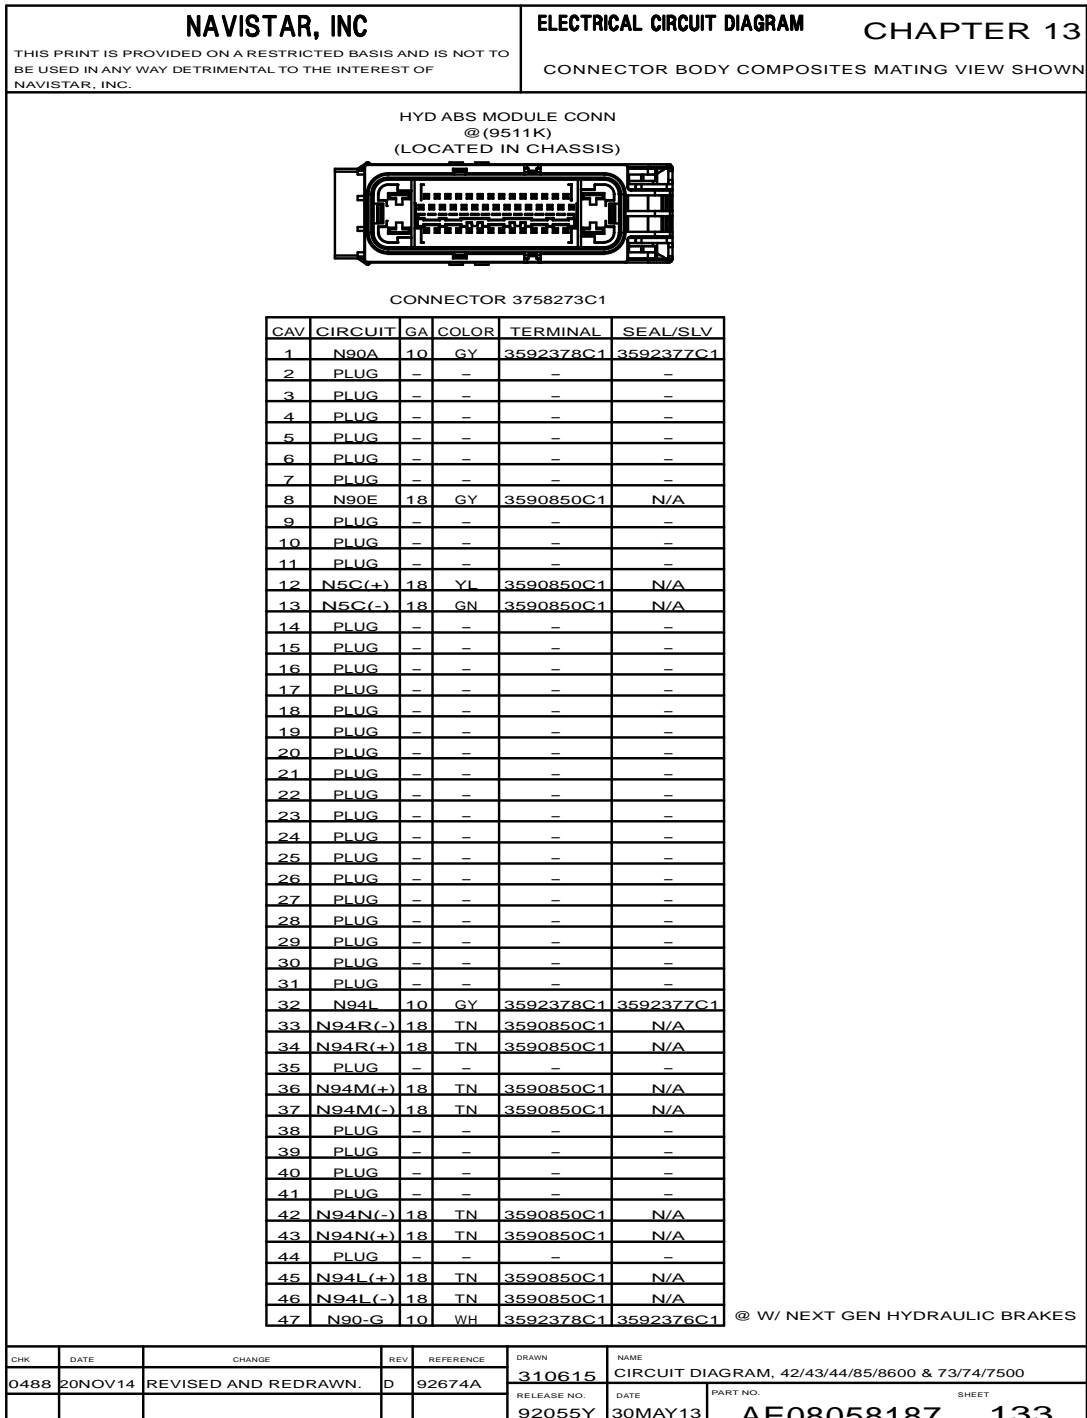 NAVISTAR, INC
THIS PRINT IS PROVIDED ON A RESTRICTED BASIS AND IS NOT TO
BE USED IN ANY WAY DETRIMENTAL TO THE INTEREST OF
NAVISTAR, INC.
ELECTRICAL CIRCUIT DIAGRAM CHAPTER 13
CONNECTOR BODY COMPOSITES MATING VIEW SHOWN
HYD ABS MODULE CONN
@(9511K)
(LOCATED IN CHASSIS)
CONNECTOR 3758273C1
CAV CIRCUIT GA COLOR TERMINAL SEAL/SLV
1 N90A 10 GY 3592378C1 3592377C1
2 PLUG – – – –
3 PLUG – – – –
4 PLUG – – – –
5 PLUG – – – –
6 PLUG – – – –
7 PLUG – – – –
8 N90E 18 GY 3590850C1 N/A
9 PLUG – – – –
10 PLUG – – – –
11 PLUG – – – –
12 N5C(+) 18 YL 3590850C1 N/A
13 N5C(-) 18 GN 3590850C1 N/A
14 PLUG – – – –
15 PLUG – – – –
16 PLUG – – – –
17 PLUG – – – –
18 PLUG – – – –
19 PLUG – – – –
20 PLUG – – – –
21 PLUG – – – –
22 PLUG – – – –
23 PLUG – – – –
24 PLUG – – – –
25 PLUG – – – –
26 PLUG – – – –
27 PLUG – – – –
28 PLUG – – – –
29 PLUG – – – –
30 PLUG – – – –
31 PLUG – – – –
32 N94L 10 GY 3592378C1 3592377C1
33 N94R(-) 18 TN 3590850C1 N/A
34 N94R(+) 18 TN 3590850C1 N/A
35 PLUG – – – –
36 N94M(+) 18 TN 3590850C1 N/A
37 N94M(-) 18 TN 3590850C1 N/A
38 PLUG – – – –
39 PLUG – – – –
40 PLUG – – – –
41 PLUG – – – –
42 N94N(-) 18 TN 3590850C1 N/A
43 N94N(+) 18 TN 3590850C1 N/A
44 PLUG – – – –
45 N94L(+) 18 TN 3590850C1 N/A
46 N94L(-) 18 TN 3590850C1 N/A
47 N90-G 10 WH 3592378C1 3592376C1
@ W/ NEXT GEN HYDRAULIC BRAKES
CHK DATE CHANGE REV REFERENCE DRAWN NAME
0488 20NOV14 REVISED AND REDRAWN. D 92674A 310615 CIRCUIT DIAGRAM, 42/43/44/85/8600 & 73/74/7500
RELEASE NO. DATE PART NO. SHEET
92055Y 30MAY13 AE08058187 133